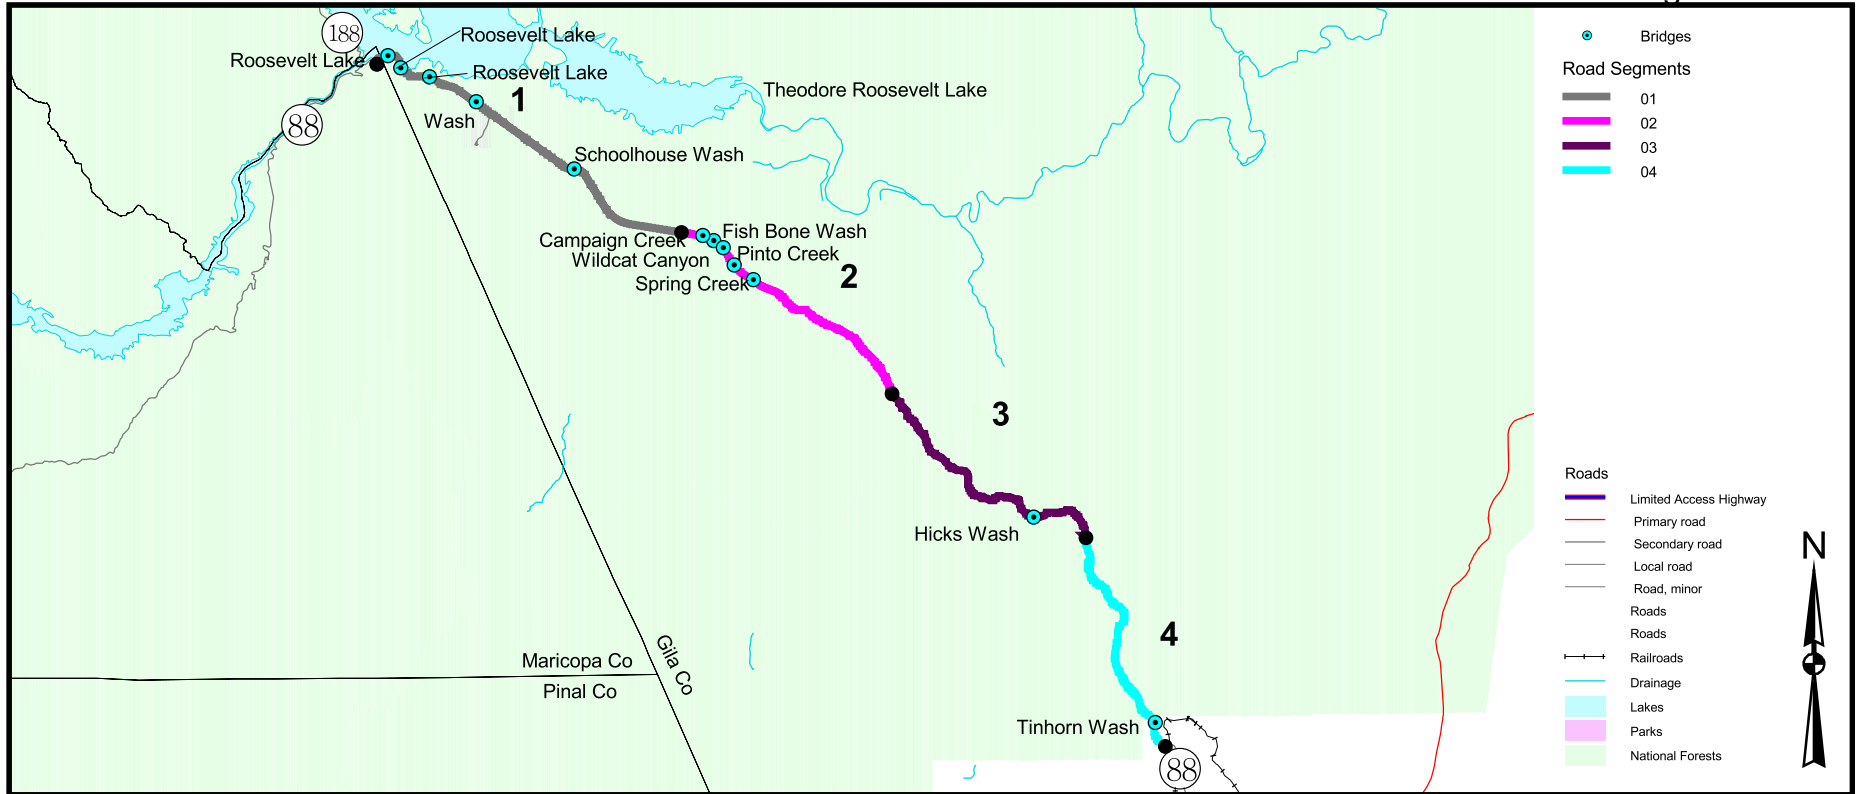 188
Roosevelt Lake
Roosevelt Lake
Roosevelt Lake
Theodore Roosevelt Lake
88
1
Wash
Schoolhouse Wash
Fish Bone Wash
Campaign Creek
Pinto Creek
Wildcat Canyon
2
Spring Creek
3
Hicks Wash
4
Maricopa Co
Gila Co
Pinal Co
Tinhorn Wash
88
Bridges
Road Segments
01
02
03
04
Roads
Limited Access Highway
Primary road
Secondary road
Local road
Road, minor
Roads
Roads
Railroads
Drainage
Lakes
Parks
National Forests
N